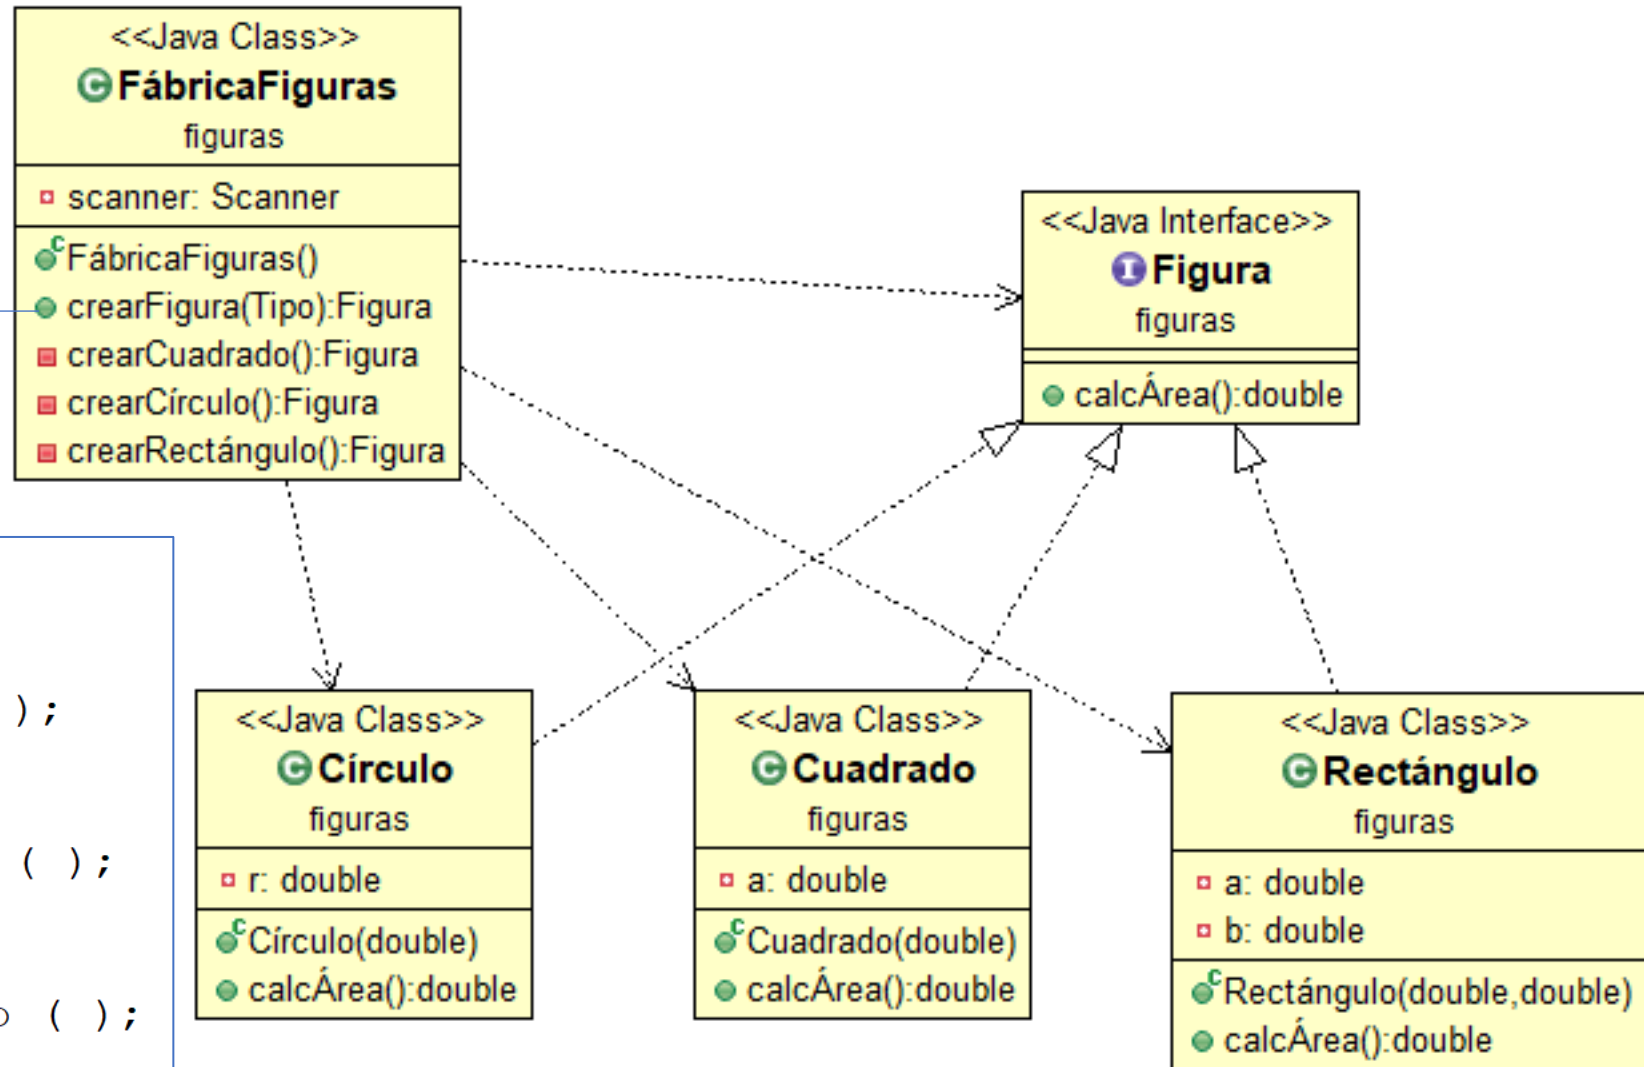 <<Java Class>>
FábricaFiguras
figuras
scanner: Scanner
FábricaFiguras()
crearFigura(Tipo):Figura
crearCuadrado():Figura
crearCírculo():Figura
crearRectángulo():Figura
<<Java Interface>>
Figura
figuras
calcÁrea():double
);
( );
( );
<<Java Class>>
Círculo
figuras
r: double
Círculo(double)
calcÁrea():double
<<Java Class>>
Cuadrado
figuras
a: double
Cuadrado(double)
calcÁrea():double
<<Java Class>>
Rectángulo
figuras
a: double
b: double
Rectángulo(double,double)
calcÁrea():double